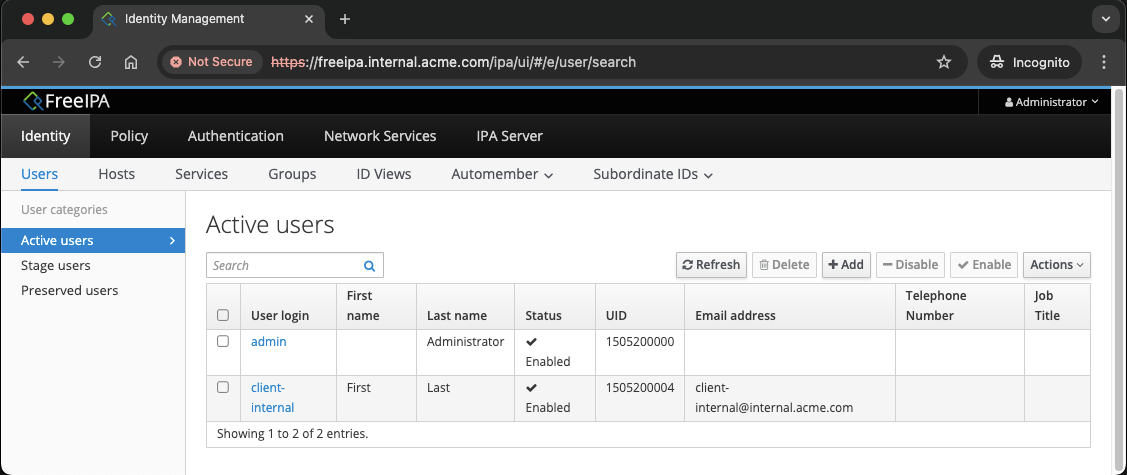 Identity Management
Not Secure https://freeipa.internal.acme.com/ipa/ui/#/e/user/search Incognito
FreeIPA Administrator
Identity Policy Authentication Network Services IPA Server
Users Hosts Services Groups ID Views Automember Subordinate IDs
User categories
Active users
Stage users
Preserved users
Active users
Search Refresh Delete Add Disable Enable Actions
User login First name Last name Status UID Email address Telephone Number Job Title
admin Administrator Enabled 1505200000
client-internal First Last Enabled 1505200004 client-internal@internal.acme.com
Showing 1 to 2 of 2 entries.